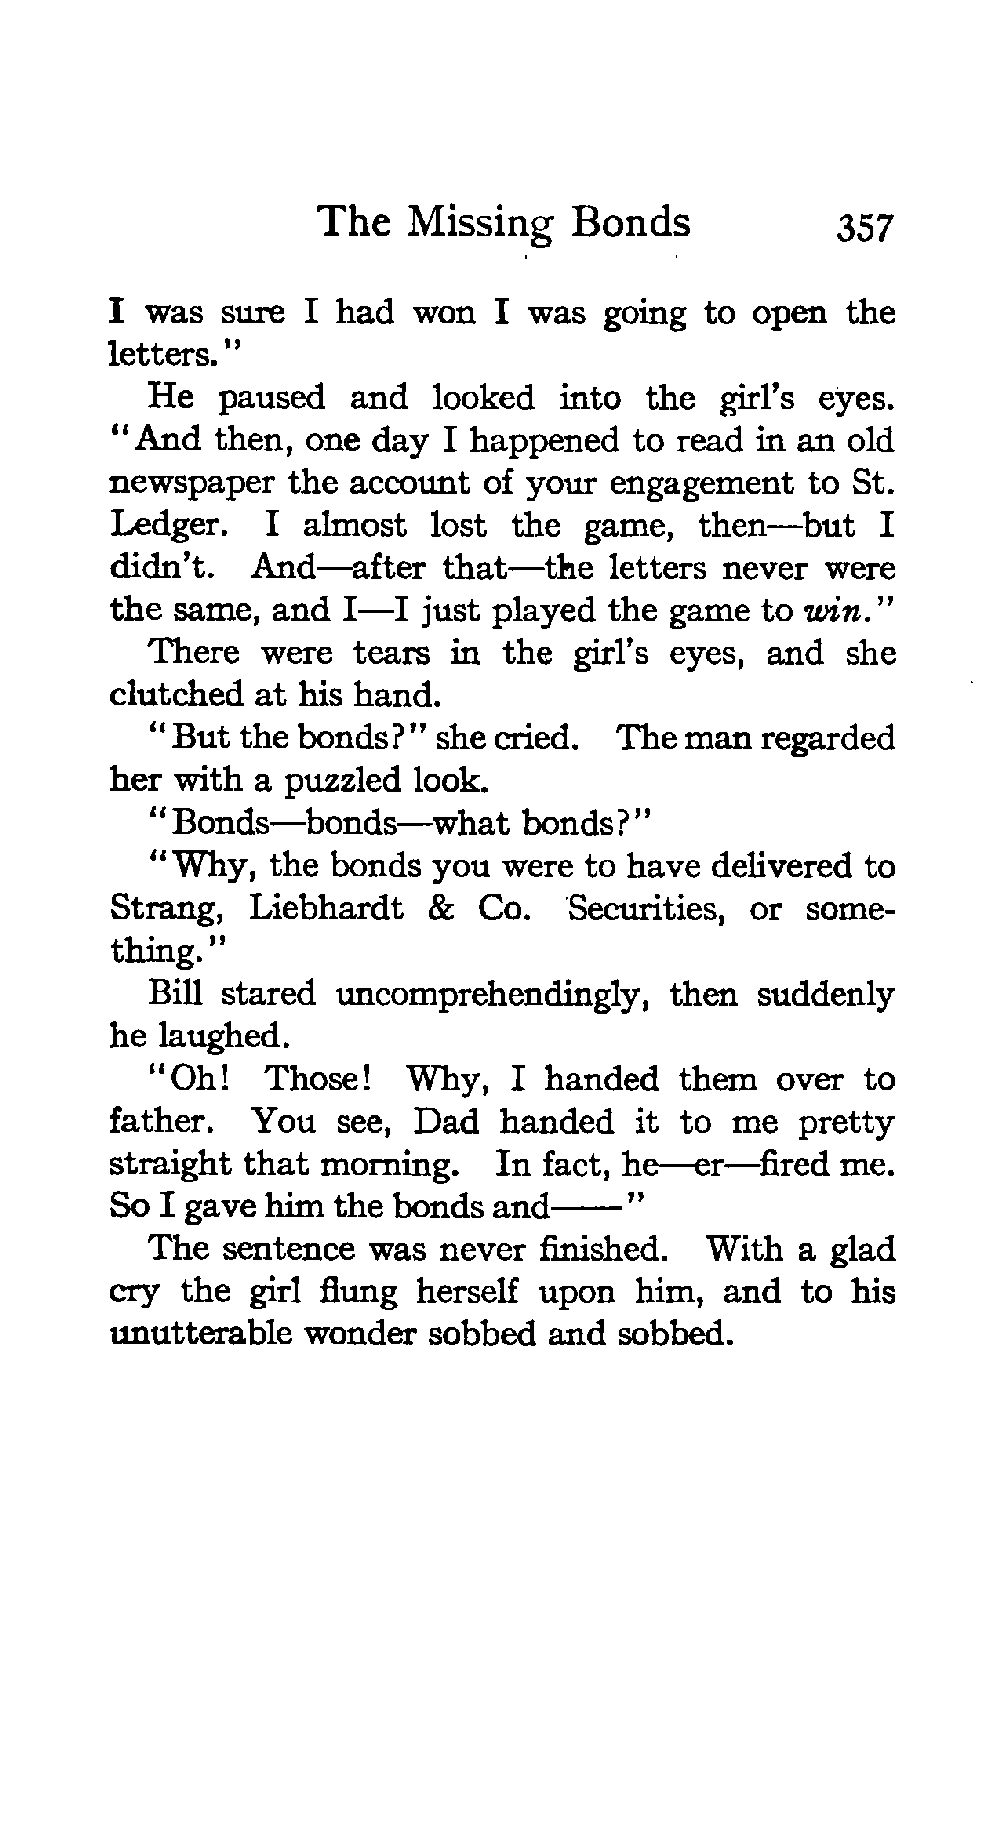 The Missing Bonds 357
I was sure I had won I was going to open the
letters."
He paused and looked into the girl's eyes.
"And then, one day I happened to read in an old
newspaper the account of your engagement to St.
Ledger. I almost lost the game, then—but I
didn't. And—after that—the letters never were
the same, and I—I just played the game to win."
There were tears in the girl's eyes, and she
clutched at his hand.
"But the bonds?" she cried. The man regarded
her with a puzzled look.
"Bonds—bonds—what bonds?"
"Why, the bonds you were to have delivered to
Strang, Liebhardt & Co. Securities, or some-
thing."
Bill stared uncomprehendingly, then suddenly
he laughed.
"Oh! Those! Why, I handed them over to
father. You see, Dad handed it to me pretty
straight that morning. In fact, he—er—fired me.
So I gave him the bonds and——"
The sentence was never finished. With a glad
cry the girl flung herself upon him, and to his
unutterable wonder sobbed and sobbed.